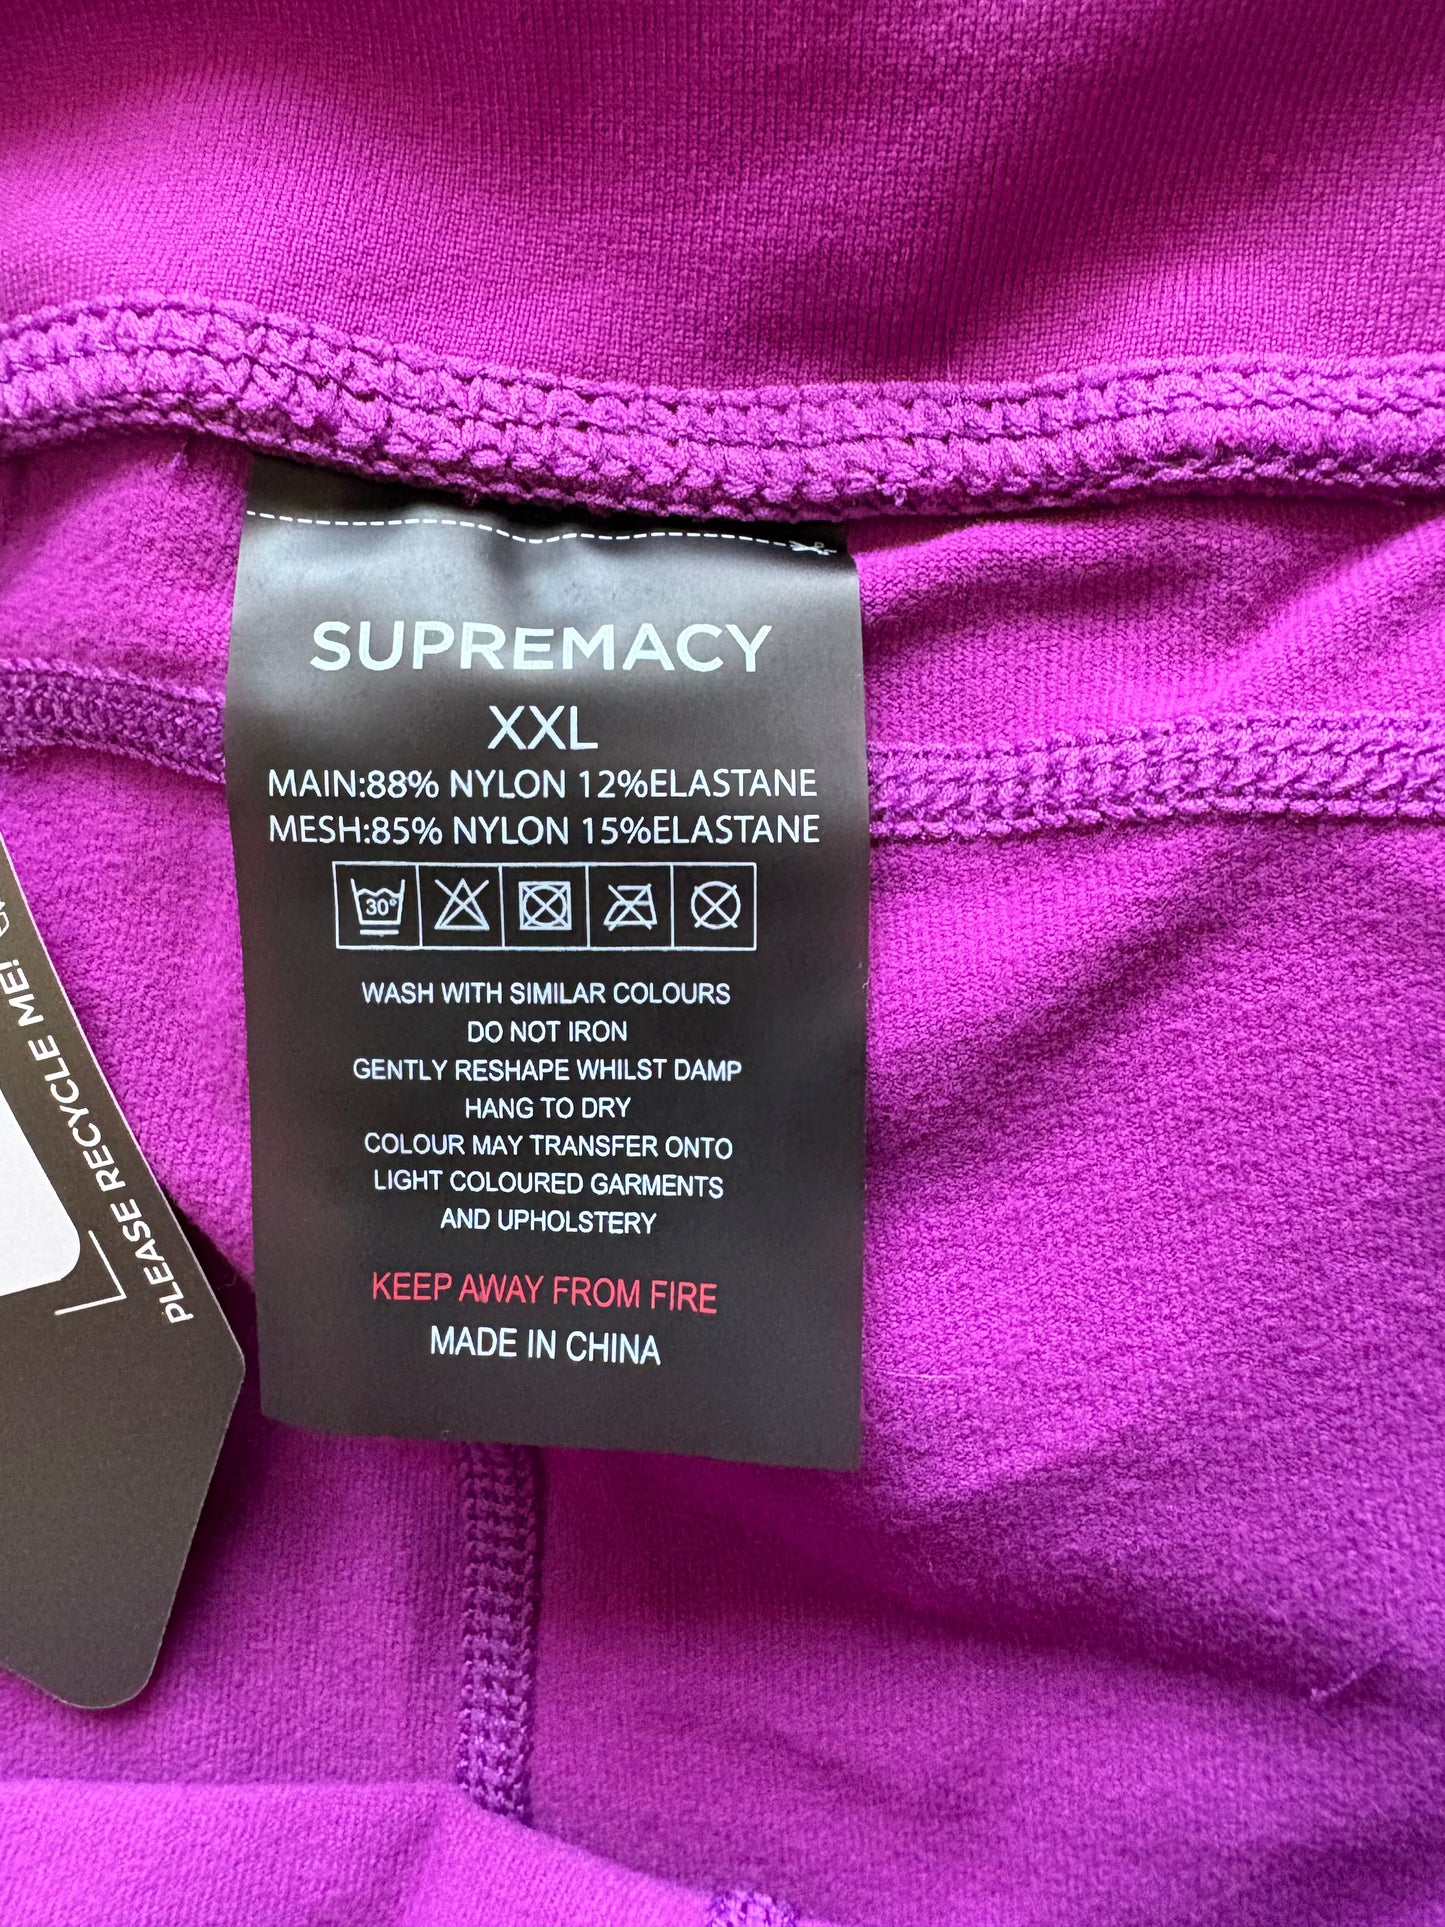 SUPREMACY
XXL
MAIN:88% NYLON 12%ELASTANE
MESH:85% NYLON 15%ELASTANE
30°
WASH WITH SIMILAR COLOURS
DO NOT IRON
GENTLY RESHAPE WHILST DAMP
HANG TO DRY
COLOUR MAY TRANSFER ONTO
LIGHT COLOURED GARMENTS
AND UPHOLSTERY
KEEP AWAY FROM FIRE
MADE IN CHINA
PLEASE RECYCLE ME!